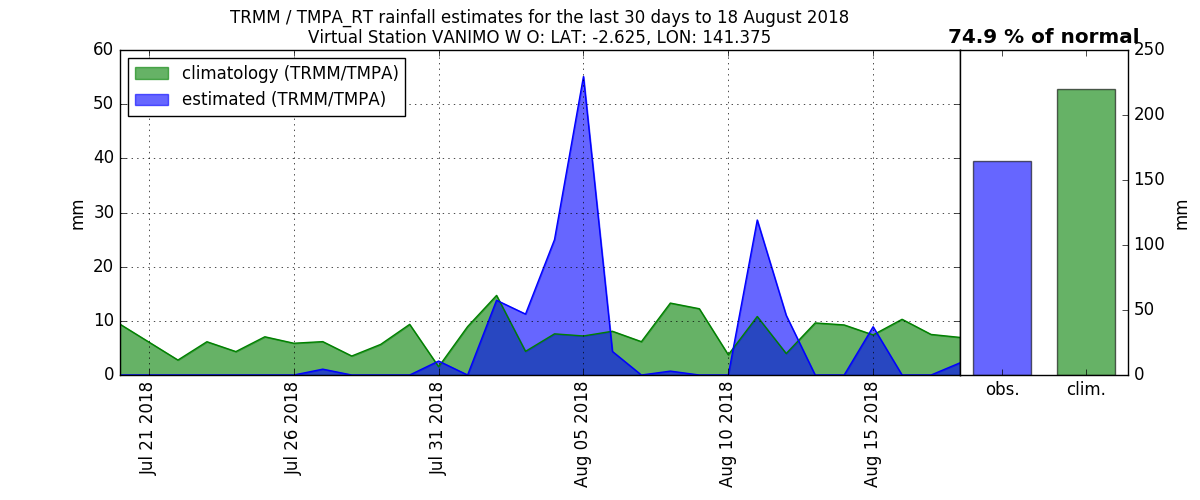 TRMM / TMPA_RT rainfall estimates for the last 30 days to 18 August 2018
Virtual Station VANIMO W O: LAT: -2.625, LON: 141.375
74.9 % of normal
climatology (TRMM/TMPA)
estimated (TRMM/TMPA)
60
50
40
30
20
10
0
mm
Jul 21 2018
Jul 26 2018
Jul 31 2018
Aug 05 2018
Aug 10 2018
Aug 15 2018
obs.
clim.
250
200
150
100
50
0
mm